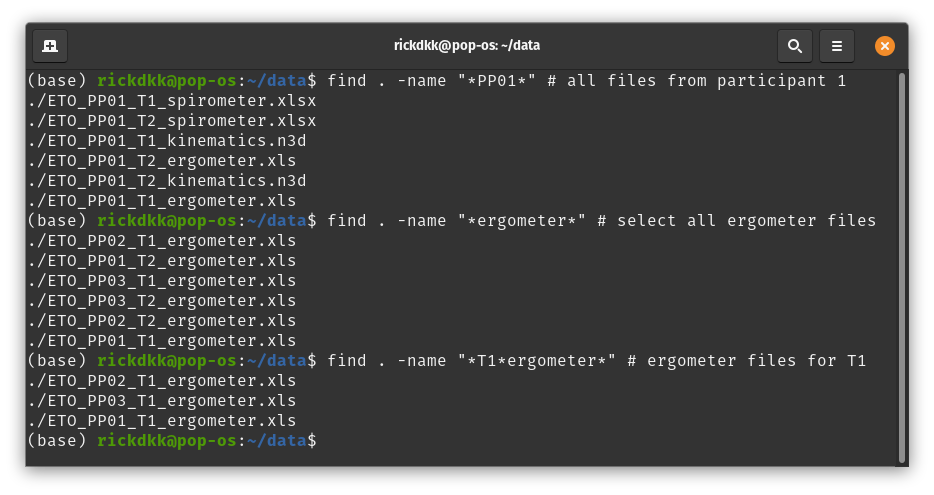 rickdkk@pop-os: ~/data
(base) rickdkk@pop-os:~/data$ find . -name "*PP01*" # all files from participant 1
./ETO_PP01_T1_spirometer.xlsx
./ETO_PP01_T2_spirometer.xlsx
./ETO_PP01_T1_kinematics.n3d
./ETO_PP01_T2_ergometer.xls
./ETO_PP01_T2_kinematics.n3d
./ETO_PP01_T1_ergometer.xls
(base) rickdkk@pop-os:~/data$ find . -name "*ergometer*" # select all ergometer files
./ETO_PP02_T1_ergometer.xls
./ETO_PP01_T2_ergometer.xls
./ETO_PP03_T1_ergometer.xls
./ETO_PP03_T2_ergometer.xls
./ETO_PP02_T2_ergometer.xls
./ETO_PP01_T1_ergometer.xls
(base) rickdkk@pop-os:~/data$ find . -name "*T1*ergometer*" # ergometer files for T1
./ETO_PP02_T1_ergometer.xls
./ETO_PP03_T1_ergometer.xls
./ETO_PP01_T1_ergometer.xls
(base) rickdkk@pop-os:~/data$